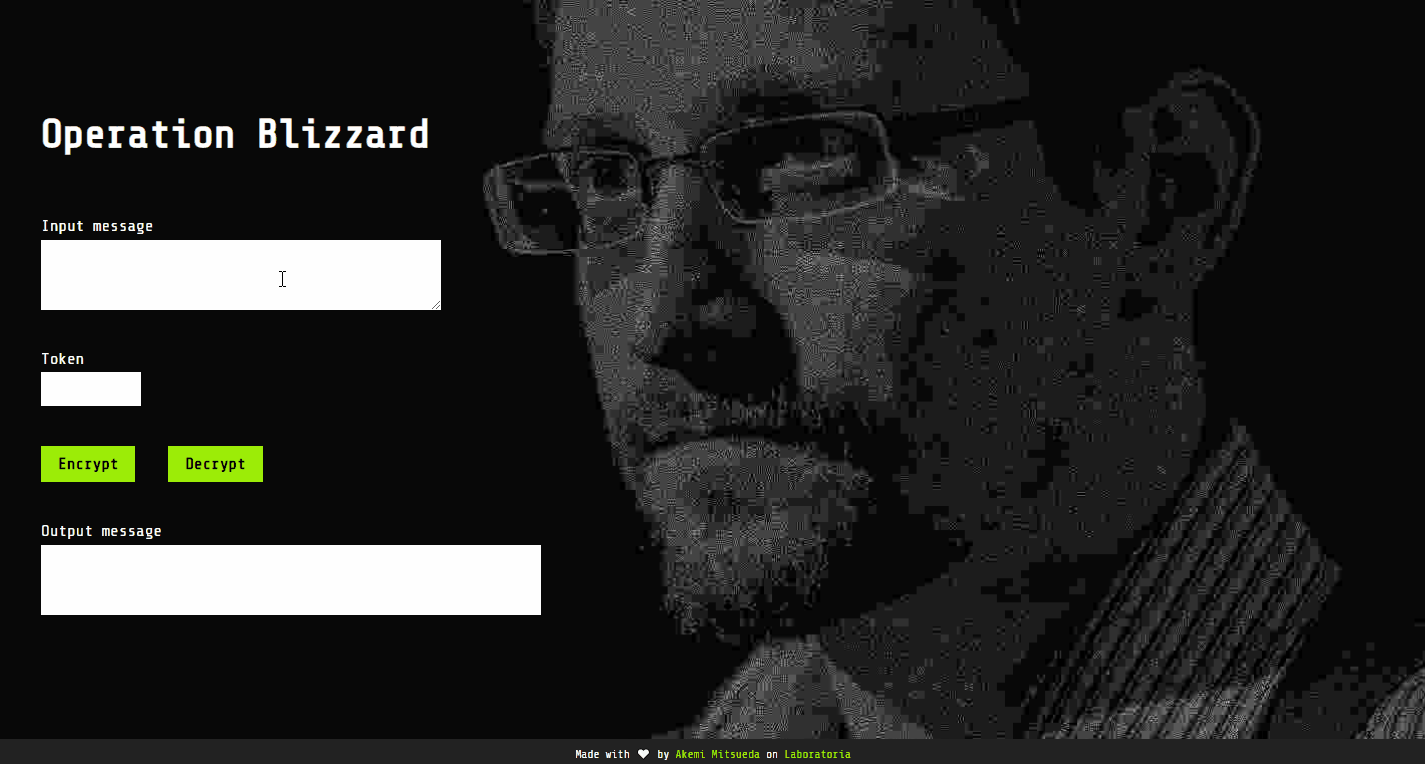 Operation Blizzard
Input message
Token
Encrypt Decrypt
Output message
Made with ♥ by Akemi Mitsueda on Laboratoria